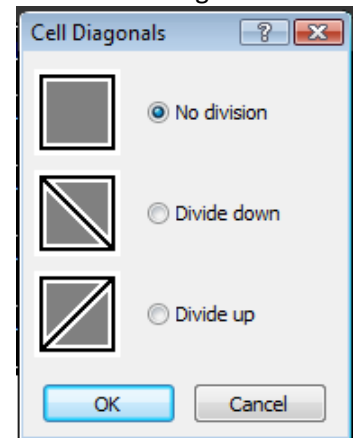 Cell Diagonals ?
No division
Divide down
Divide up
OK Cancel